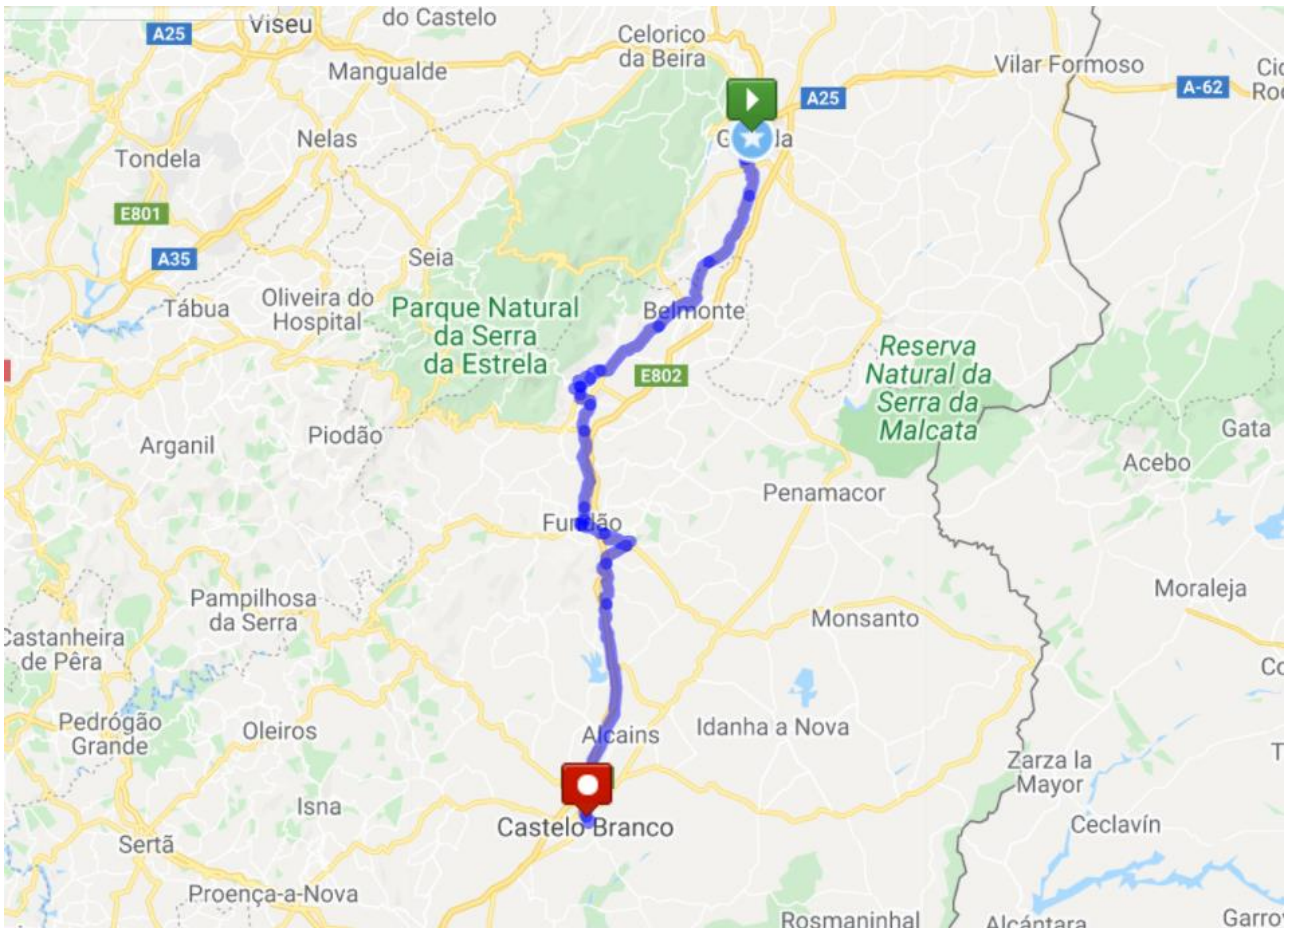 do Castelo
Viseu
A25
Celorico
da Beira
Mangualde
Vilar Formoso
A-62
A25
Nelas
Tondela
E801
A35
Seia
Oliveira do
Hospital
Tábua
Parque Natural
da Serra
da Estrela
Belmonte
E802
Reserva
Natural da
Serra da
Malcata
Gata
Piodão
Arganil
Acebo
Penamacor
Fundão
Moraleja
Pampilhosa
da Serra
Monsanto
Castanheira
de Pêra
Pedrógão
Grande
Oleiros
Alcains
Idanha a Nova
Zarza la
Mayor
Isna
Castelo Branco
Ceclavín
Sertã
Proença-a-Nova
Rosmaninhal
Alcántara